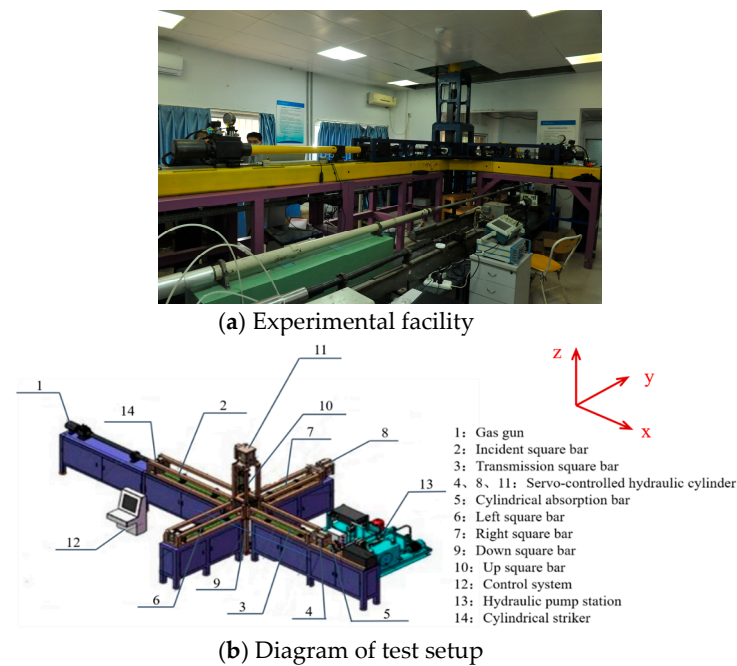 (a) Experimental facility
11
z
y
x
1
14
2
10
7
8
13
12
6
9
3
4
5
1：Gas gun
2：Incident square bar
3：Transmission square bar
4、8、11：Servo-controlled hydraulic cylinder
5：Cylindrical absorption bar
6：Left square bar
7：Right square bar
9：Down square bar
10：Up square bar
12：Control system
13：Hydraulic pump station
14：Cylindrical striker
(b) Diagram of test setup